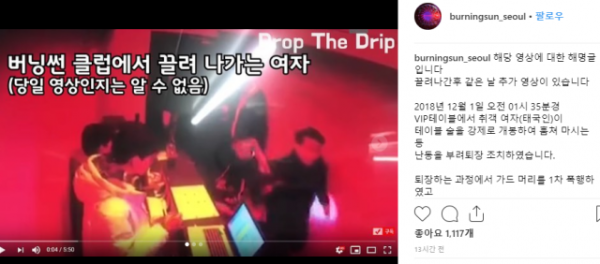 Drop The Drip
버닝썬 클럽에서 끌려 나가는 여자
(당일 영상인지는 알 수 없음)
구독
0:04 / 5:50
burningsun_seoul • 팔로우
burningsun_seoul 해당 영상에 대한 해명글
입니다
끌려나간후 같은 날 추가 영상이 있습니다
2018년 12월 1일 오전 01시 35분경
VIP테이블에서 취객 여자(태국인)이
테이블 술을 강제로 개봉하여 훔쳐 마시는
등
난동을 부려퇴장 조치하였습니다.
퇴장하는 과정에서 가드 머리를 1차 폭행하
였고
좋아요 1,117개
13시간 전